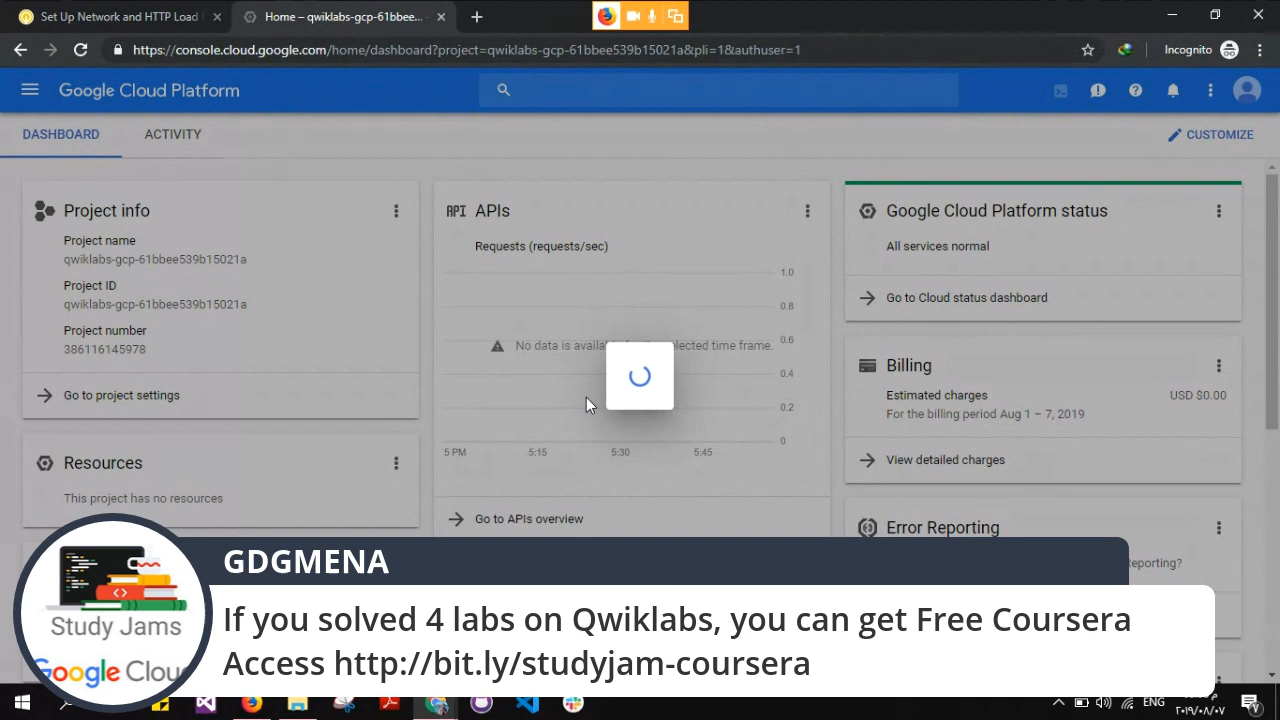 Set Up Network and HTTP Load
Home – qwiklabs-gcp-61bbee...
https://console.cloud.google.com/home/dashboard?project=qwiklabs-gcp-61bbee539b15021a&pli=1&authuser=1
Incognito
Google Cloud Platform
DASHBOARD
ACTIVITY
CUSTOMIZE
Project info
Project name
qwiklabs-gcp-61bbee539b15021a
Project ID
qwiklabs-gcp-61bbee539b15021a
Project number
386116145978
Go to project settings
Resources
This project has no resources
API APIs
Requests (requests/sec)
1.0
0.8
0.6
0.4
0.2
0
No data is availa selected time frame.
5 PM 5:15 5:30 5:45
Go to APIs overview
Google Cloud Platform status
All services normal
Go to Cloud status dashboard
Billing
Estimated charges USD $0.00
For the billing period Aug 1 – 7, 2019
View detailed charges
Error Reporting
Reporting?
Study Jams
Google Clou
GDGMENA
If you solved 4 labs on Qwiklabs, you can get Free Coursera
Access http://bit.ly/studyjam-coursera
ENG
٢٠١٩/٠٨/٠٧